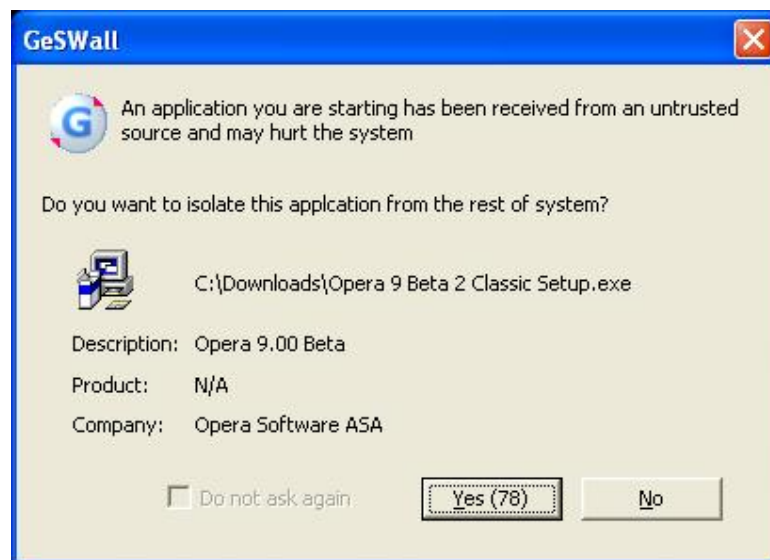 GeSWall
An application you are starting has been received from an untrusted
source and may hurt the system
Do you want to isolate this applcation from the rest of system?
G
C:\Downloads\Opera 9 Beta 2 Classic Setup.exe
Description: Opera 9.00 Beta
Product: N/A
Company: Opera Software ASA
Do not ask again
Yes (78)
No